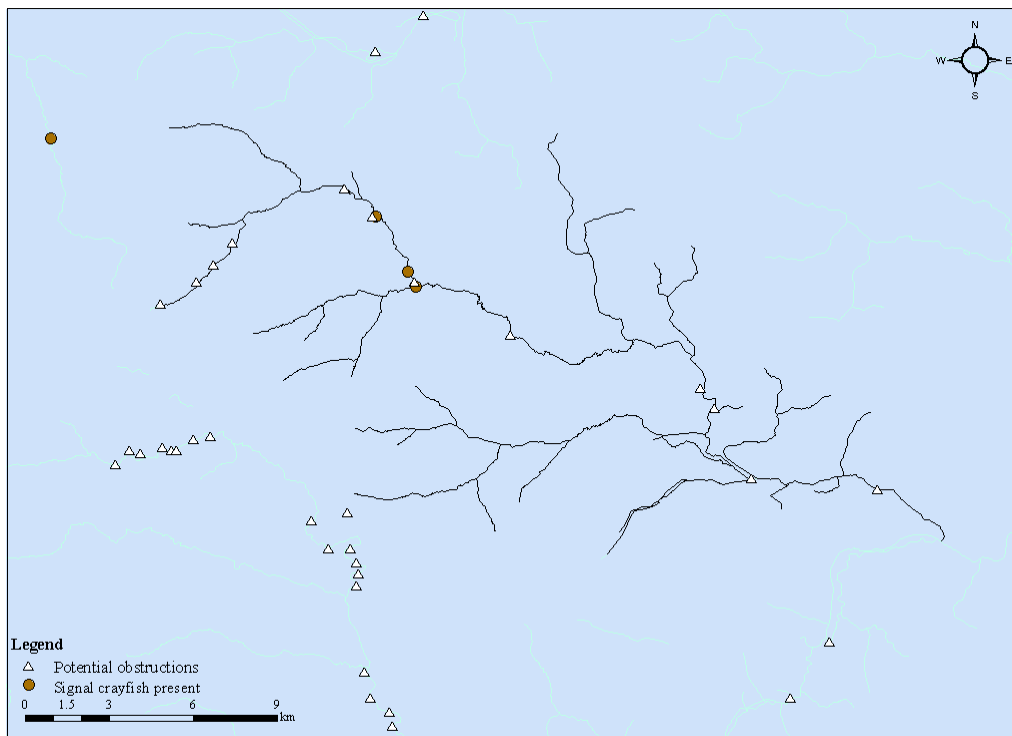 N
W E
S
Legend
Potential obstructions
Signal crayfish present
0 1.5 3 6 9
km